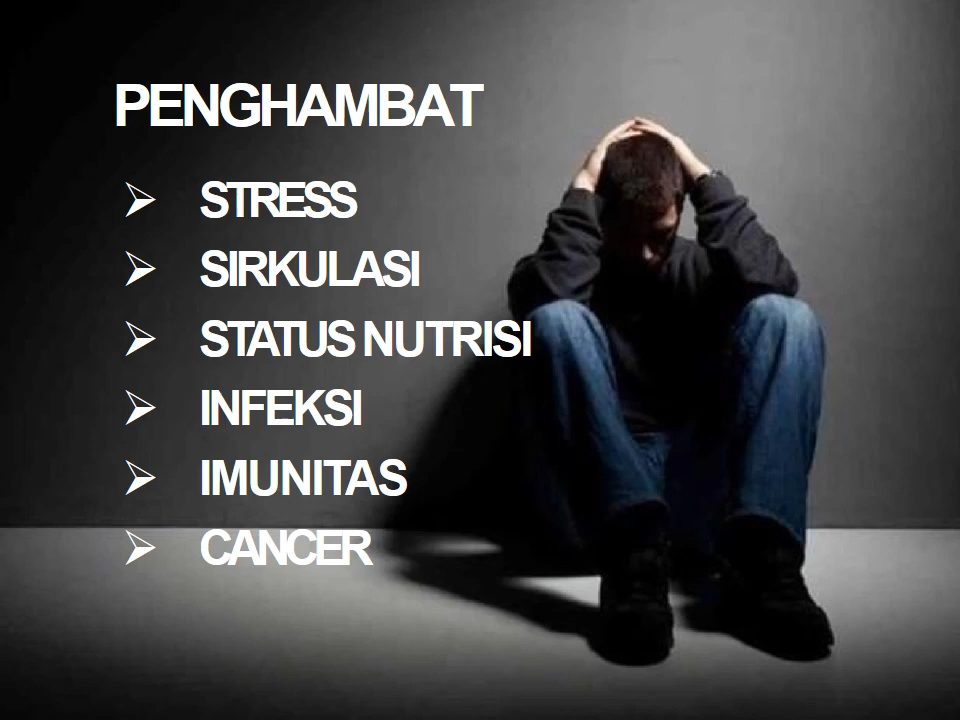 PENGHAMBAT
➢ STRESS
➢ SIRKULASI
➢ STATUS NUTRISI
➢ INFEKSI
➢ IMUNITAS
➢ CANCER